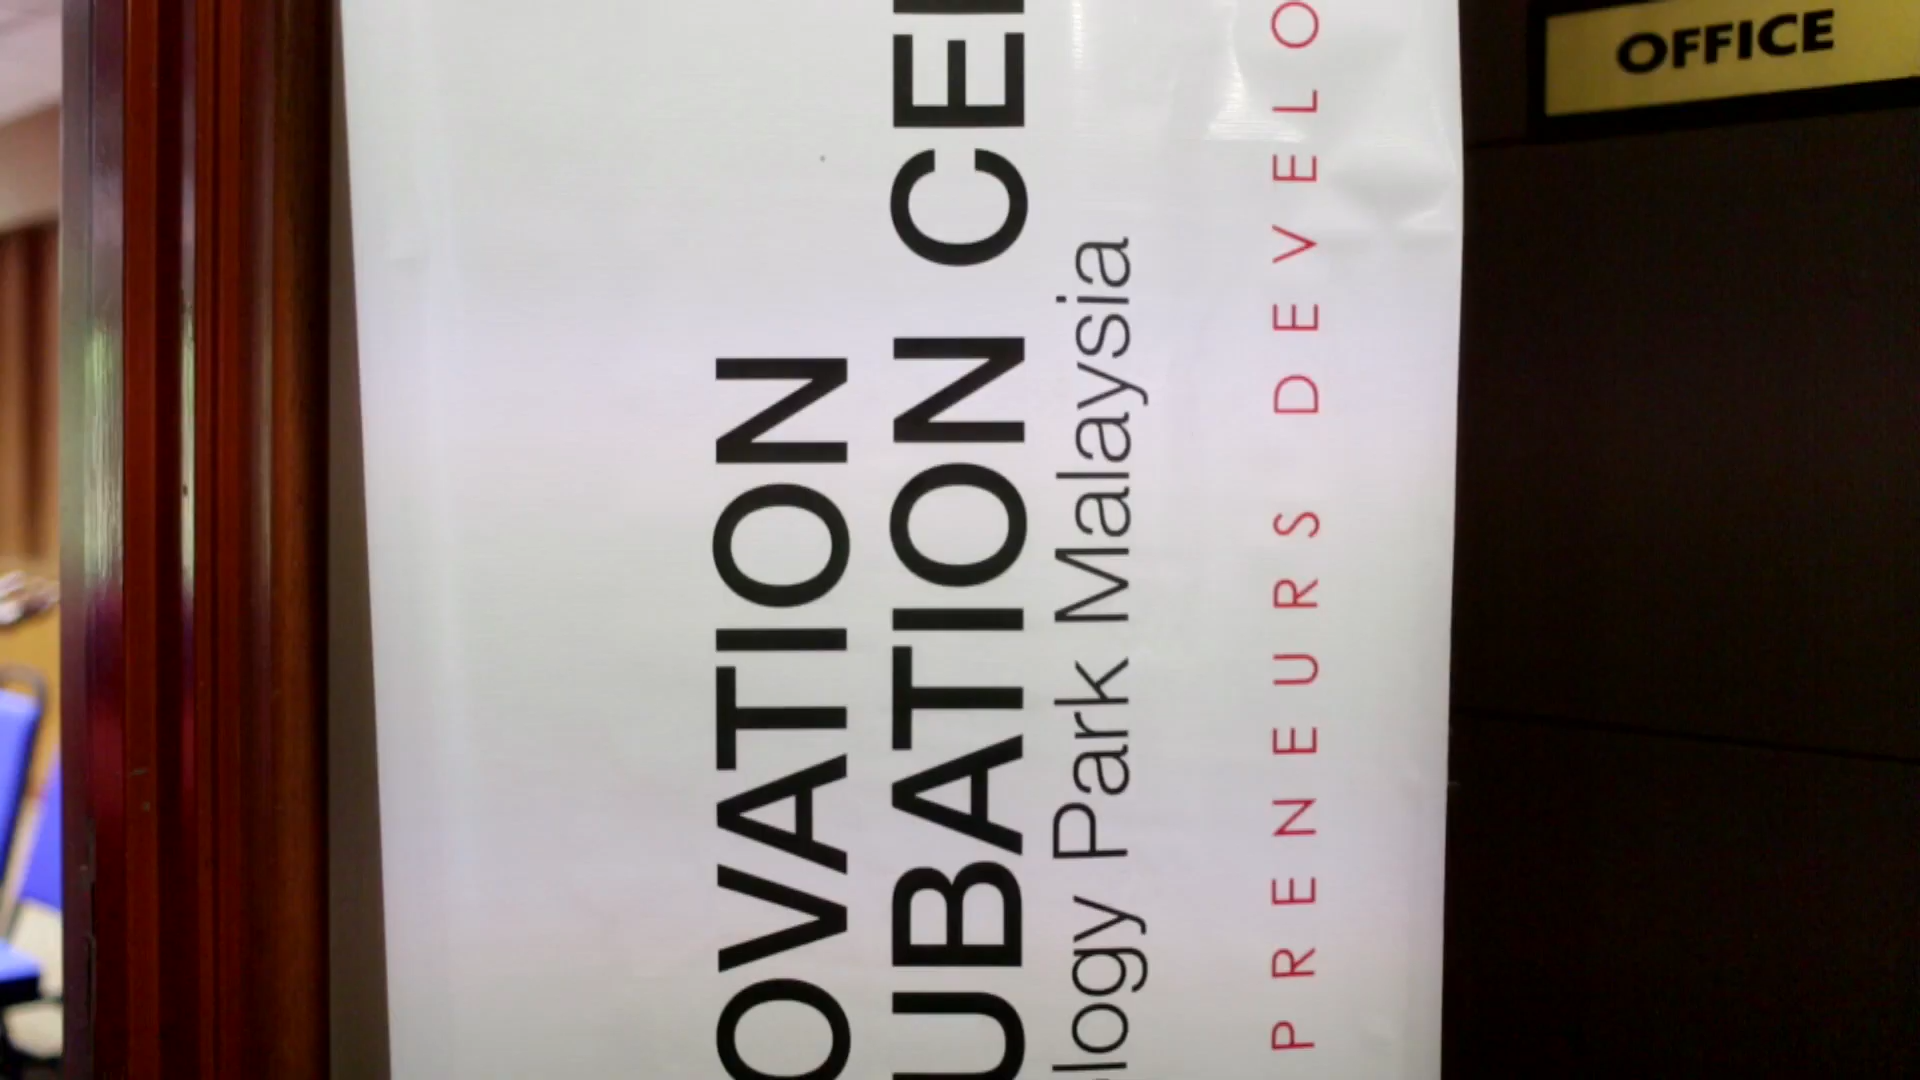 OVATION
UBATION CE
logy Park Malaysia
PRENEURS DEVELO
OFFICE